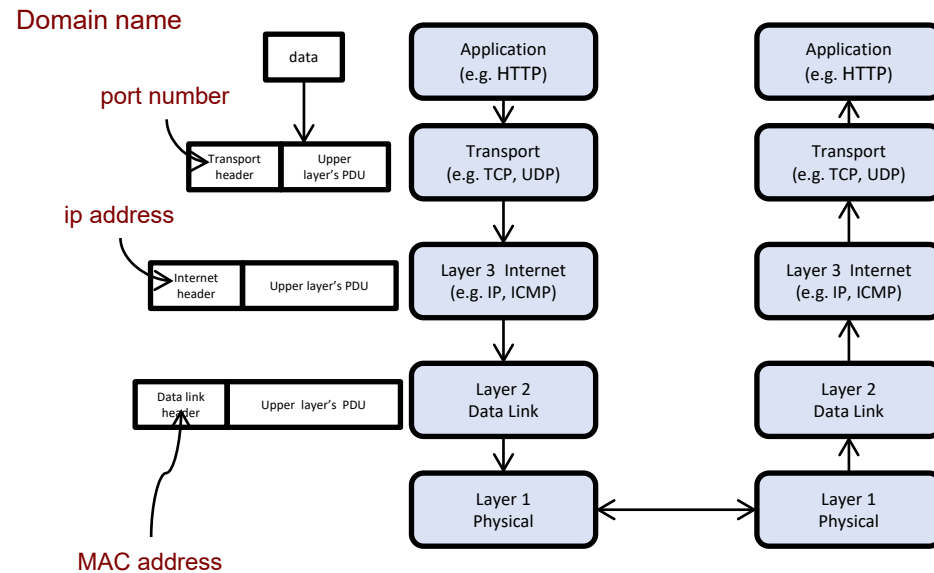 Domain name
data
Application
(e.g. HTTP)
Application
(e.g. HTTP)
port number
Transport
header
Upper
layer's PDU
Transport
(e.g. TCP, UDP)
Transport
(e.g. TCP, UDP)
ip address
Internet
header
Upper layer's PDU
Layer 3 Internet
(e.g. IP, ICMP)
Layer 3 Internet
(e.g. IP, ICMP)
Data link
header
Upper layer's PDU
Layer 2
Data Link
Layer 2
Data Link
Layer 1
Physical
Layer 1
Physical
MAC address